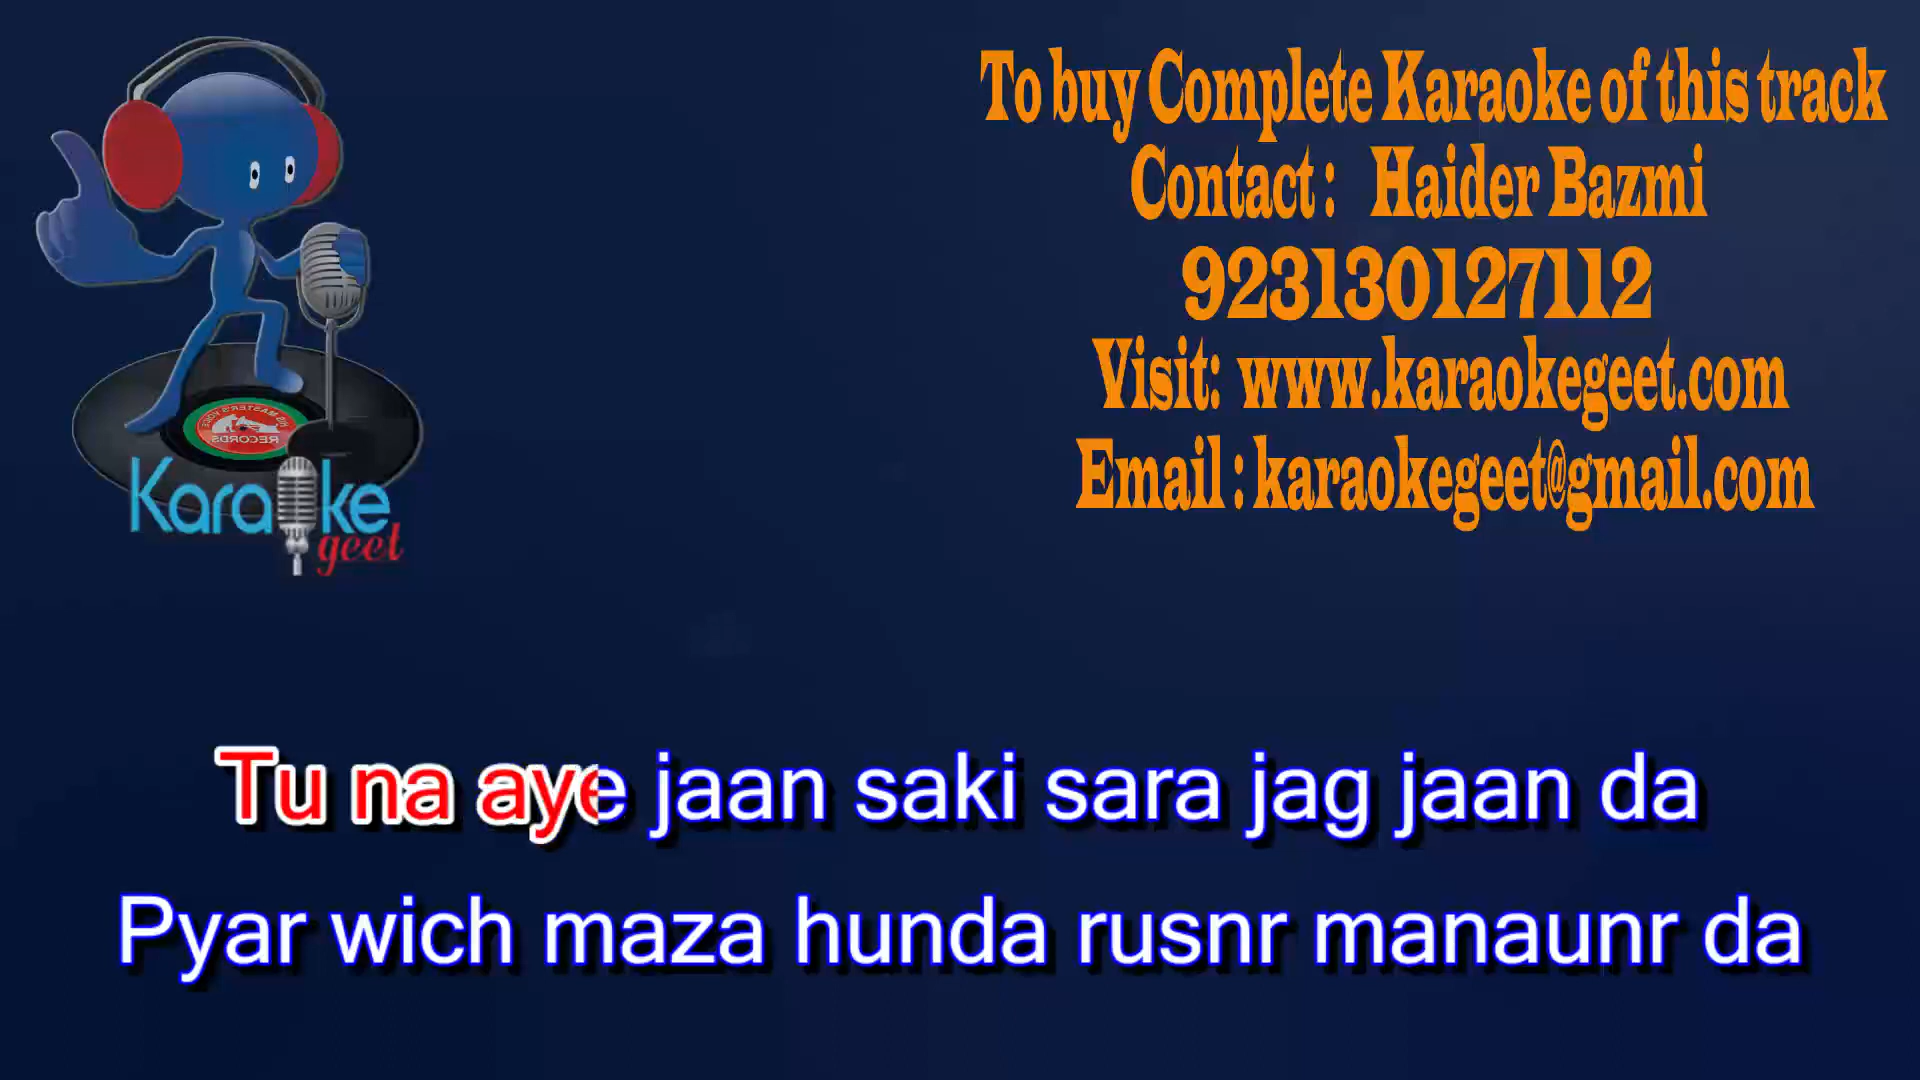 To buy Complete Karaoke of this track
Contact : Haider Bazmi
923130127112
Visit: www.karaokegeet.com
Email : karaokegeet@gmail.com
RECORDS
Karaoke
geet
Tu na aye jaan saki sara jag jaan da
Pyar wich maza hunda rusnr manaunr da